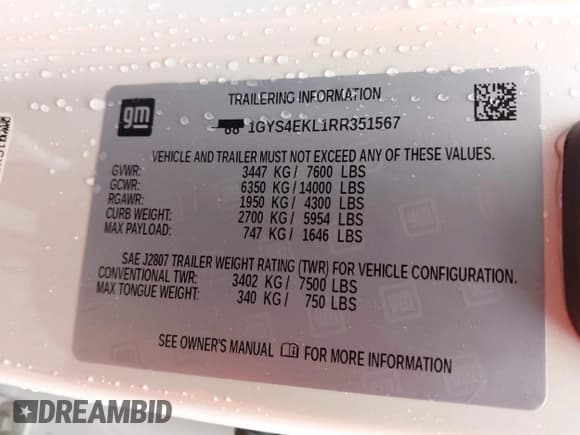 gm
TRAILERING INFORMATION
1GYS4EKL1RR351567
VEHICLE AND TRAILER MUST NOT EXCEED ANY OF THESE VALUES.
GVWR: 3447 KG / 7600 LBS
GCWR: 6350 KG / 14000 LBS
RGAWR: 1950 KG / 4300 LBS
CURB WEIGHT: 2700 KG / 5954 LBS
MAX PAYLOAD: 747 KG / 1646 LBS
SAE J2807 TRAILER WEIGHT RATING (TWR) FOR VEHICLE CONFIGURATION.
CONVENTIONAL TWR: 3402 KG / 7500 LBS
MAX TONGUE WEIGHT: 340 KG / 750 LBS
SEE OWNER'S MANUAL FOR MORE INFORMATION
DREAMBID